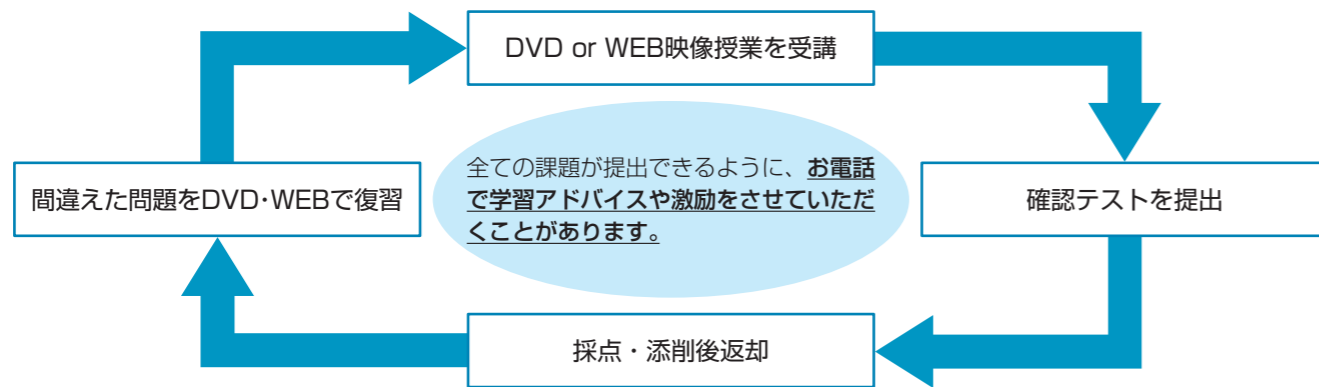 DVD or WEB映像授業を受講
全ての課題が提出できるように、お電話
で学習アドバイスや激励をさせていただ
くことがあります。
間違えた問題をDVD･WEBで復習
確認テストを提出
採点・添削後返却